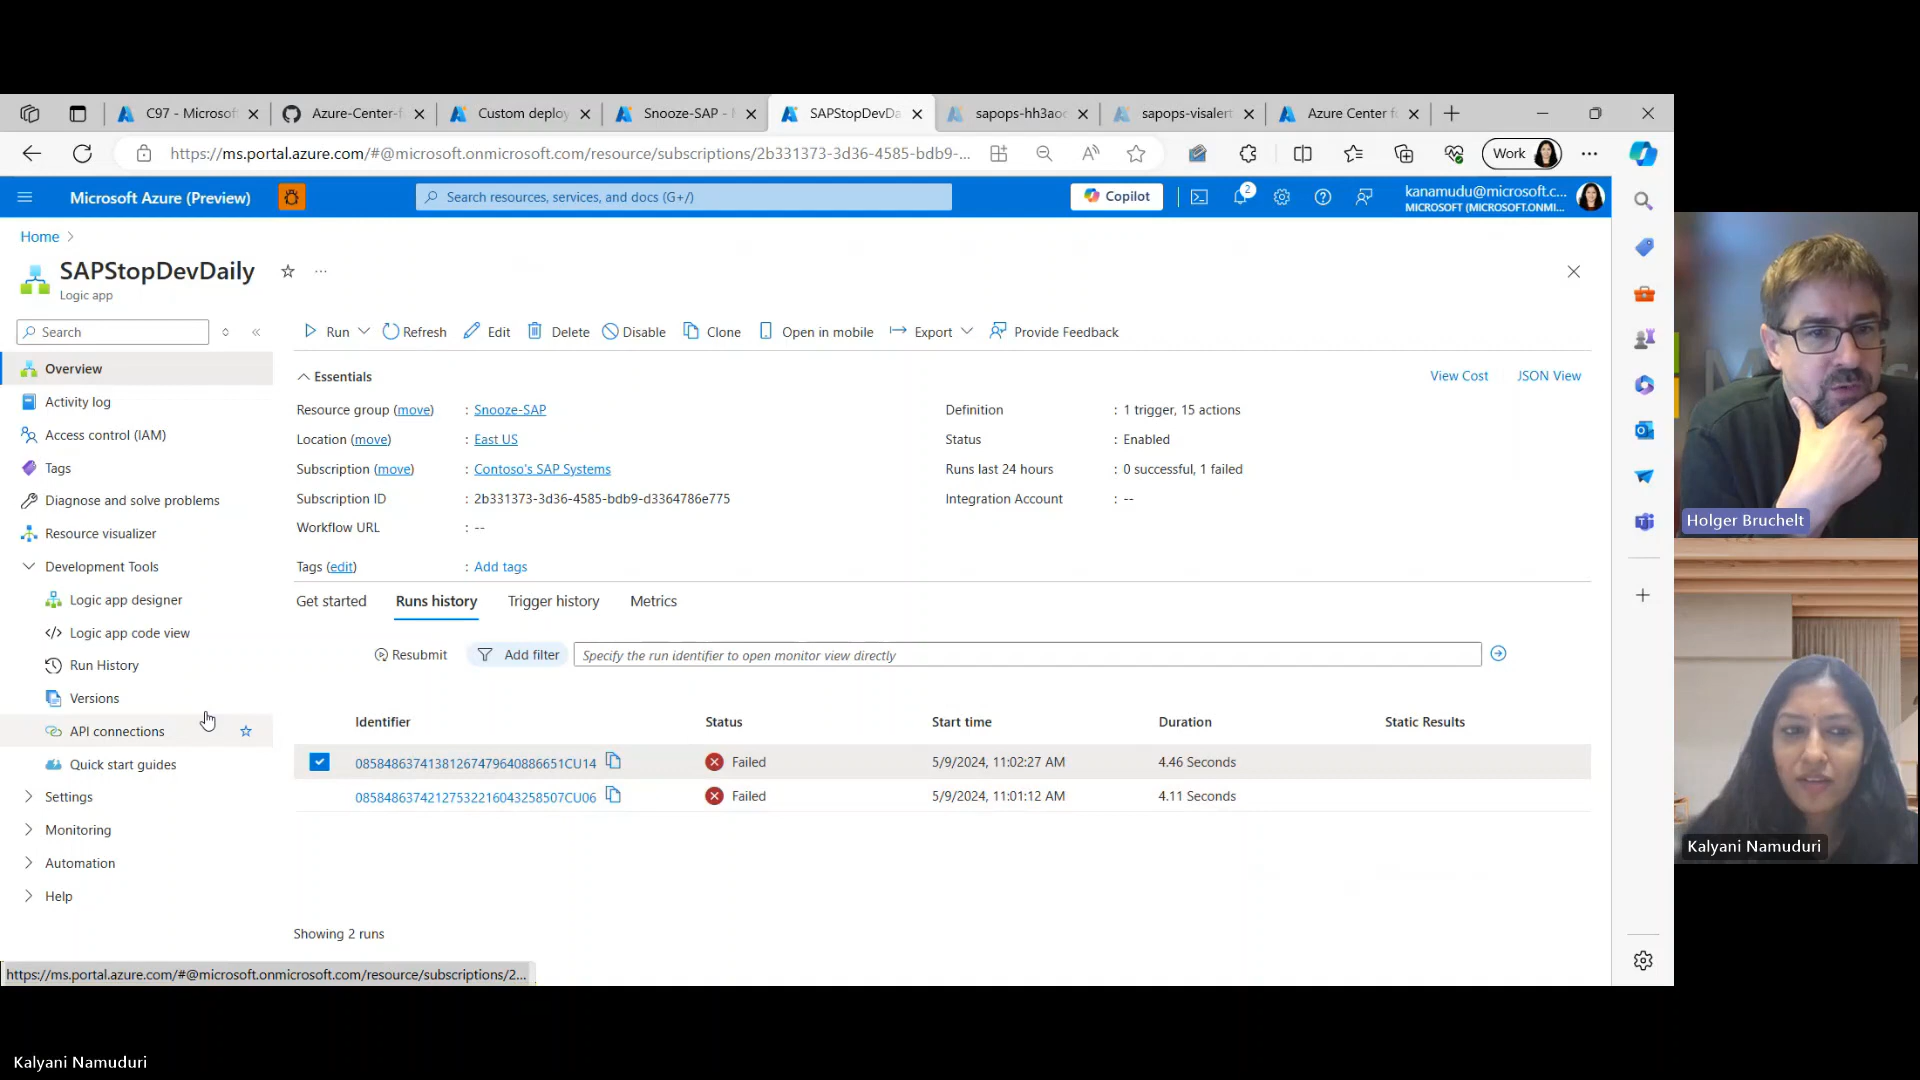 C97 - Microsof
Azure-Center-f
Custom deploy
Snooze-SAP -
SAPStopDevDa
sapops-hh3aoc
sapops-visalert
Azure Center fo
https://ms.portal.azure.com/#@microsoft.onmicrosoft.com/resource/subscriptions/2b331373-3d36-4585-bdb9-...
Work
Microsoft Azure (Preview)
Search resources, services, and docs (G+/)
Copilot
2
kanamudu@microsoft.c...
MICROSOFT (MICROSOFT.ONMI...
Home
SAPStopDevDaily
Logic app
Search
Run
Refresh
Edit
Delete
Disable
Clone
Open in mobile
Export
Provide Feedback
Overview
Activity log
Access control (IAM)
Tags
Diagnose and solve problems
Resource visualizer
Development Tools
Logic app designer
Logic app code view
Run History
Versions
API connections
Quick start guides
Settings
Monitoring
Automation
Help
Essentials
View Cost
JSON View
Resource group (move) : Snooze-SAP
Location (move) : East US
Subscription (move) : Contoso's SAP Systems
Subscription ID : 2b331373-3d36-4585-bdb9-d3364786e775
Workflow URL : --
Definition : 1 trigger, 15 actions
Status : Enabled
Runs last 24 hours : 0 successful, 1 failed
Integration Account : --
Tags (edit) : Add tags
Get started
Runs history
Trigger history
Metrics
Resubmit
Add filter
Specify the run identifier to open monitor view directly
Identifier Status Start time Duration Static Results
08584863741381267479640886651CU14 Failed 5/9/2024, 11:02:27 AM 4.46 Seconds
08584863742127532216043258507CU06 Failed 5/9/2024, 11:01:12 AM 4.11 Seconds
Showing 2 runs
https://ms.portal.azure.com/#@microsoft.onmicrosoft.com/resource/subscriptions/2...
Holger Bruchelt
Kalyani Namuduri
Kalyani Namuduri